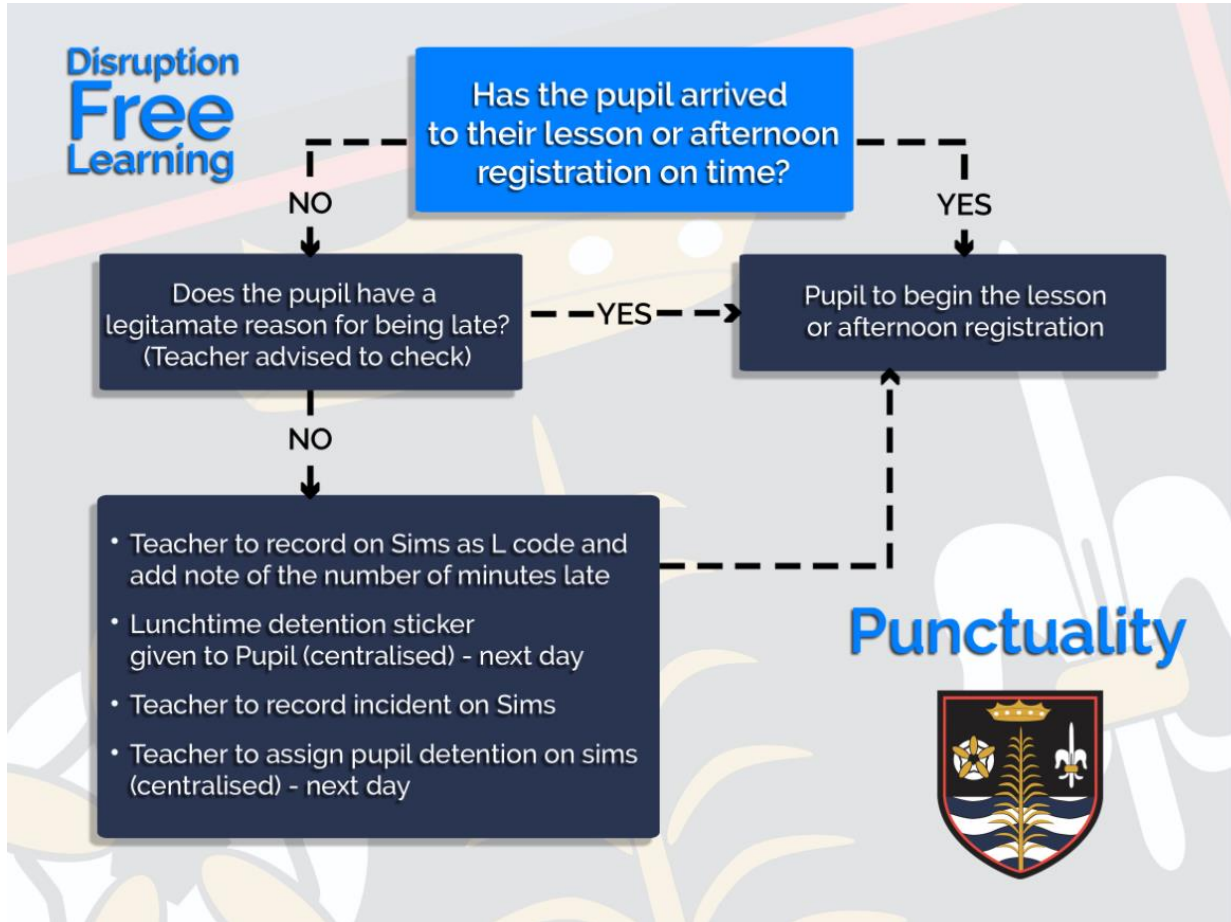 Disruption
Free
Learning
Has the pupil arrived
to their lesson or afternoon
registration on time?
NO
YES
Does the pupil have a
legitamate reason for being late?
(Teacher advised to check)
YES
Pupil to begin the lesson
or afternoon registration
NO
• Teacher to record on Sims as L code and
add note of the number of minutes late
• Lunchtime detention sticker
given to Pupil (centralised) - next day
• Teacher to record incident on Sims
• Teacher to assign pupil detention on sims
(centralised) - next day
Punctuality